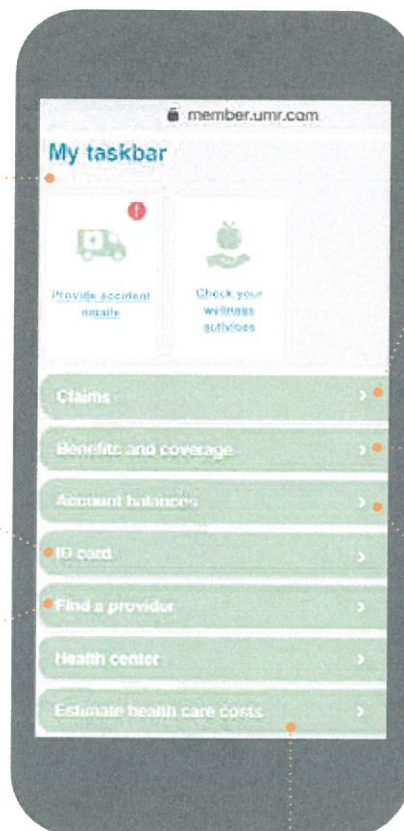 member.umr.com
My taskbar
!
Provide accident
details
Check your
wellness
activities
Claims
Benefits and coverage
Account balances
ID card
Find a provider
Health center
Estimate health care costs